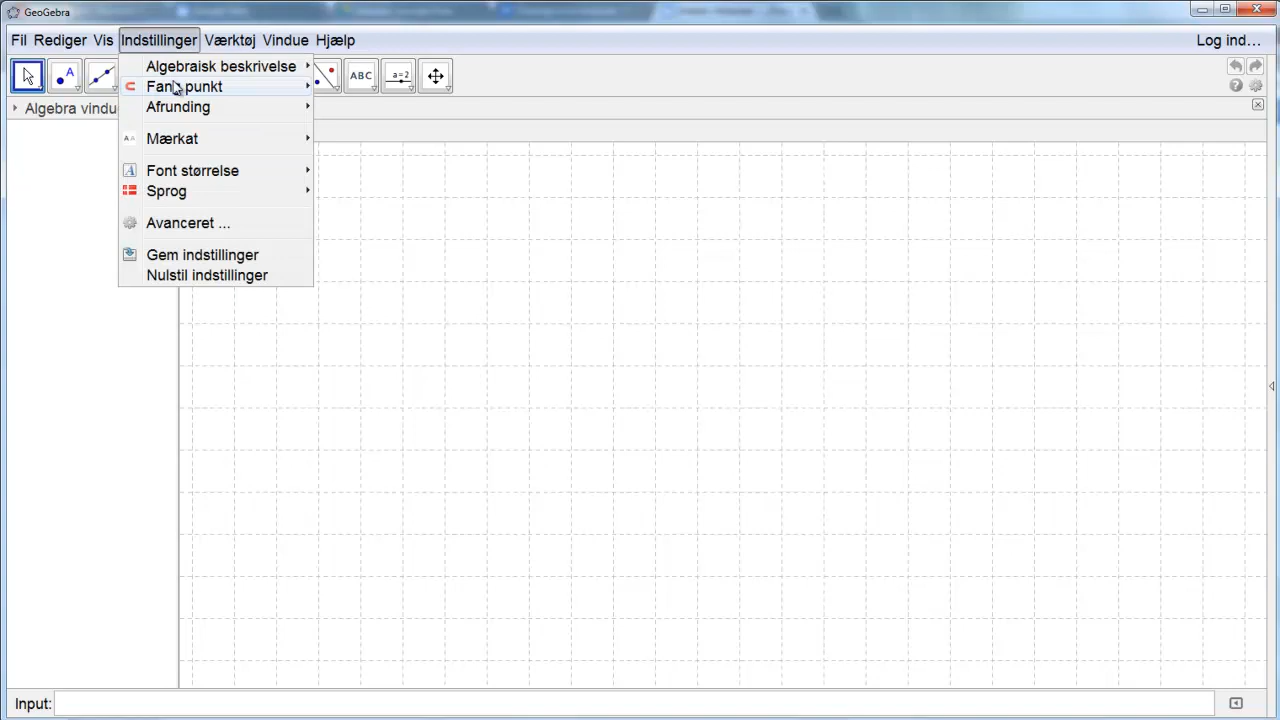 GeoGebra
Fil Rediger Vis Indstillinger Værktøj Vindue Hjælp Log ind...
ABC a=2
Algebra vindu
Algebraisk beskrivelse
punkt
Afrunding
Mærkat
Font størrelse
Sprog
Avanceret ...
Gem indstillinger
Nulstil indstillinger
Input: